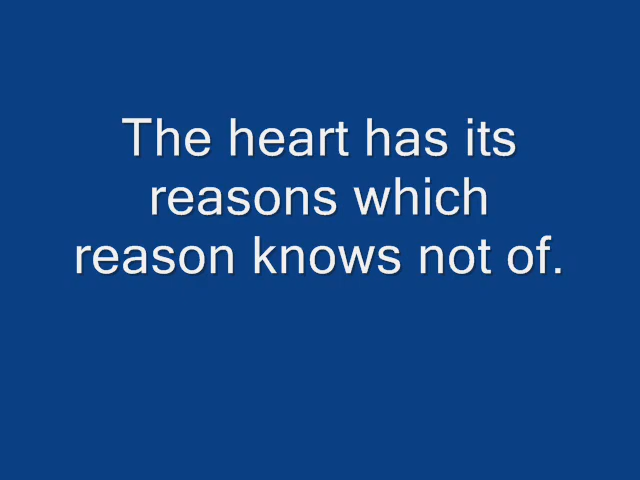 The heart has its
reasons which
reason knows not of.